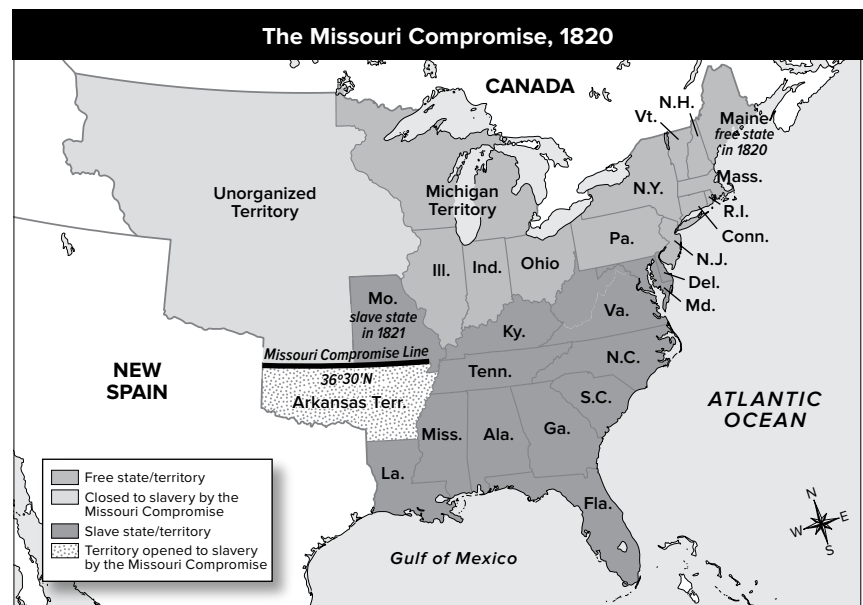 The Missouri Compromise, 1820
CANADA
N.H.
Vt.
Maine
free state
in 1820
Mass.
Unorganized
Territory
Michigan
Territory
N.Y.
R.I.
Conn.
Pa.
N.J.
Ill.
Ind.
Ohio
Del.
Md.
Mo.
slave state
in 1821
Va.
Ky.
Missouri Compromise Line
36º30'N
NEW
SPAIN
Arkansas Terr.
Tenn.
N.C.
S.C.
ATLANTIC
OCEAN
Miss.
Ala.
Ga.
La.
Fla.
Free state/territory
Closed to slavery by the
Missouri Compromise
Slave state/territory
Territory opened to slavery
by the Missouri Compromise
Gulf of Mexico
N
W
E
S